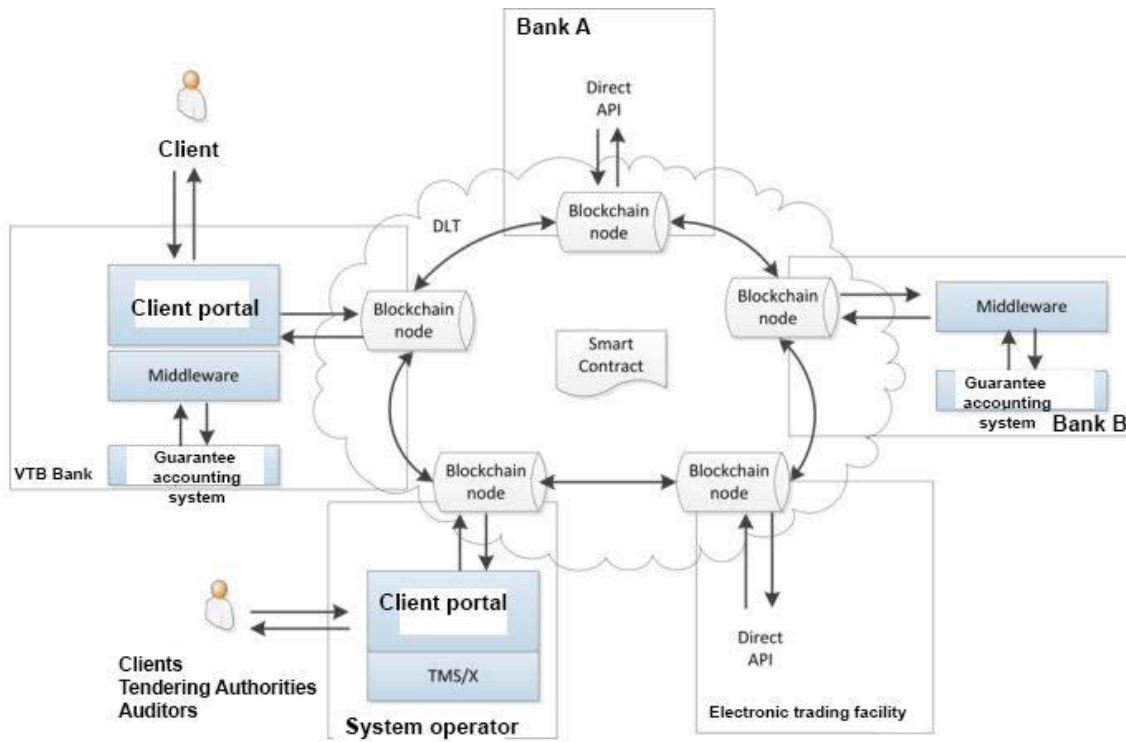 Bank A
Direct
API
Client
Blockchain
node
DLT
Client portal
Blockchain
node
Blockchain
node
Middleware
Smart
Contract
Middleware
Guarantee
accounting
system
Bank B
VTB Bank
Guarantee
accounting
system
Blockchain
node
Blockchain
node
Client portal
Direct
API
TMS/X
Clients
Tendering Authorities
Auditors
System operator
Electronic trading facility